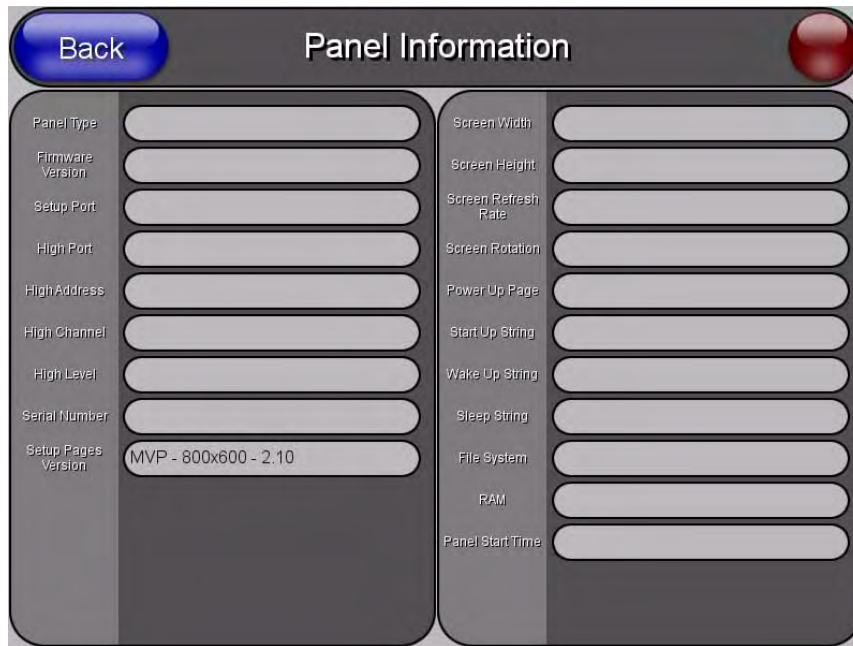 Back
Panel Information
Panel Type
Firmware
Version
Setup Port
High Port
High Address
High Channel
High Level
Serial Number
Setup Pages
Version
MVP - 800x600 - 2.10
Screen Width
Screen Height
Screen Refresh
Rate
Screen Rotation
Power Up Page
Start Up String
Wake Up String
Sleep String
File System
RAM
Panel Start Time